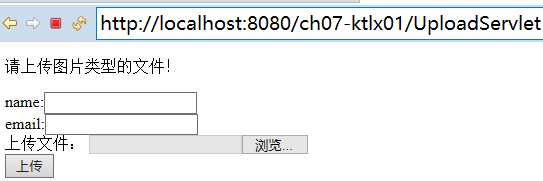 http://localhost:8080/ch07-ktlx01/UploadServlet
请上传图片类型的文件!
name:
email:
上传文件: 浏览...
上传